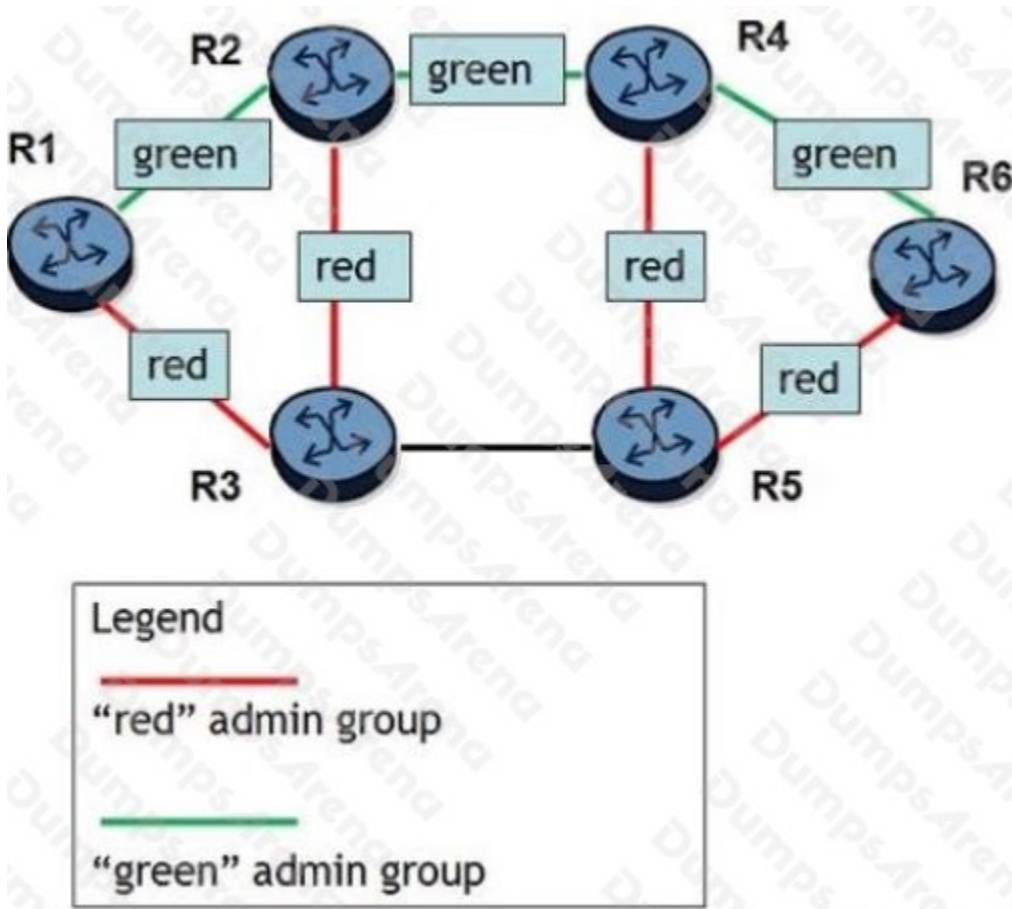 R2
green
R4
R1
green
green
R6
red
red
red
red
R3
R5
Legend
“red” admin group
“green” admin group
DumpsArena